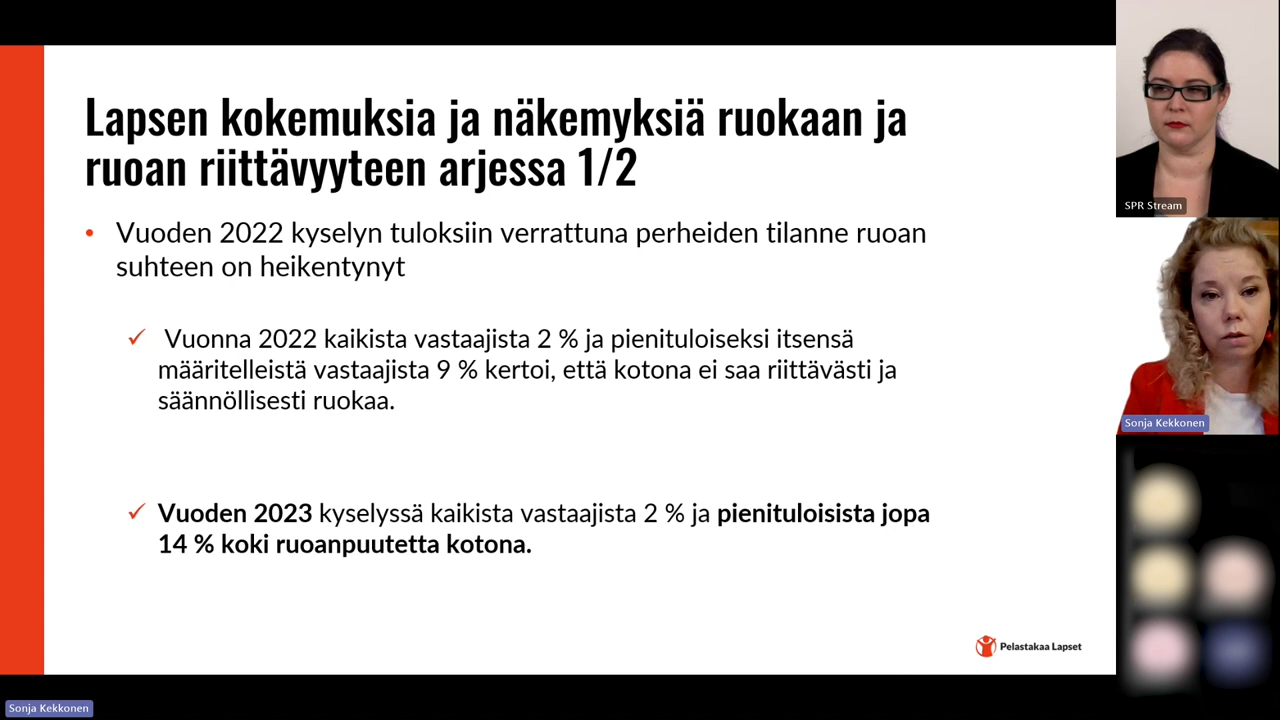 Lapsen kokemuksia ja näkemyksiä ruokaan ja
ruoan riittävyyteen arjessa 1/2
• Vuoden 2022 kyselyn tuloksiin verrattuna perheiden tilanne ruoan
suhteen on heikentynyt
✓ Vuonna 2022 kaikista vastaajista 2 % ja pienituloiseksi itsensä
määritelleistä vastaajista 9 % kertoi, että kotona ei saa riittävästi ja
säännöllisesti ruokaa.
✓ Vuoden 2023 kyselyssä kaikista vastaajista 2 % ja pienituloisista jopa
14 % koki ruoanpuutetta kotona.
Pelastakaa Lapset
SPR Stream
Sonja Kekkonen
Sonja Kekkonen